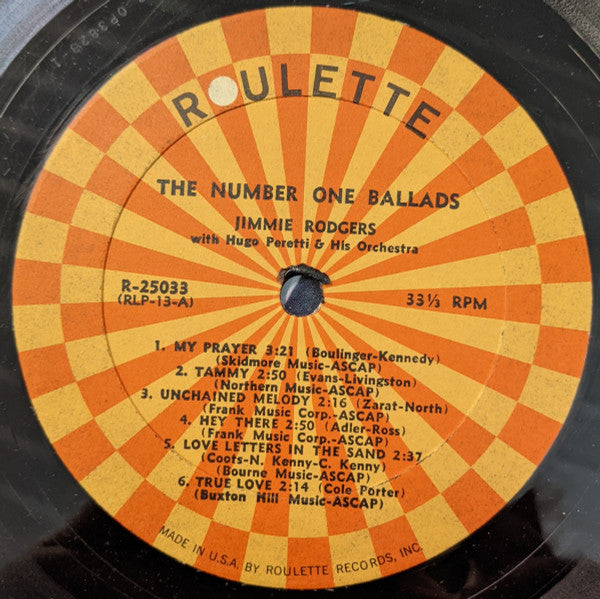 ROULETTE
THE NUMBER ONE BALLADS
JIMMIE RODGERS
with Hugo Peretti & His Orchestra
R-25033
(RLP-13-A)
33⅓ RPM
1. MY PRAYER 3:21 (Boulinger-Kennedy)
(Skidmore Music-ASCAP)
2. TAMMY 2:50 (Evans-Livingston)
(Northern Music-ASCAP)
3. UNCHAINED MELODY 2:16 (Zarat-North)
(Frank Music Corp.-ASCAP)
4. HEY THERE 2:50 (Adler-Ross)
(Frank Music Corp.-ASCAP)
5. LOVE LETTERS IN THE SAND 2:37
(Coots-N. Kenny-C. Kenny)
(Bourne Music-ASCAP)
6. TRUE LOVE 2:14 (Cole Porter)
(Buxton Hill Music-ASCAP)
MADE IN U.S.A. BY ROULETTE RECORDS, INC.